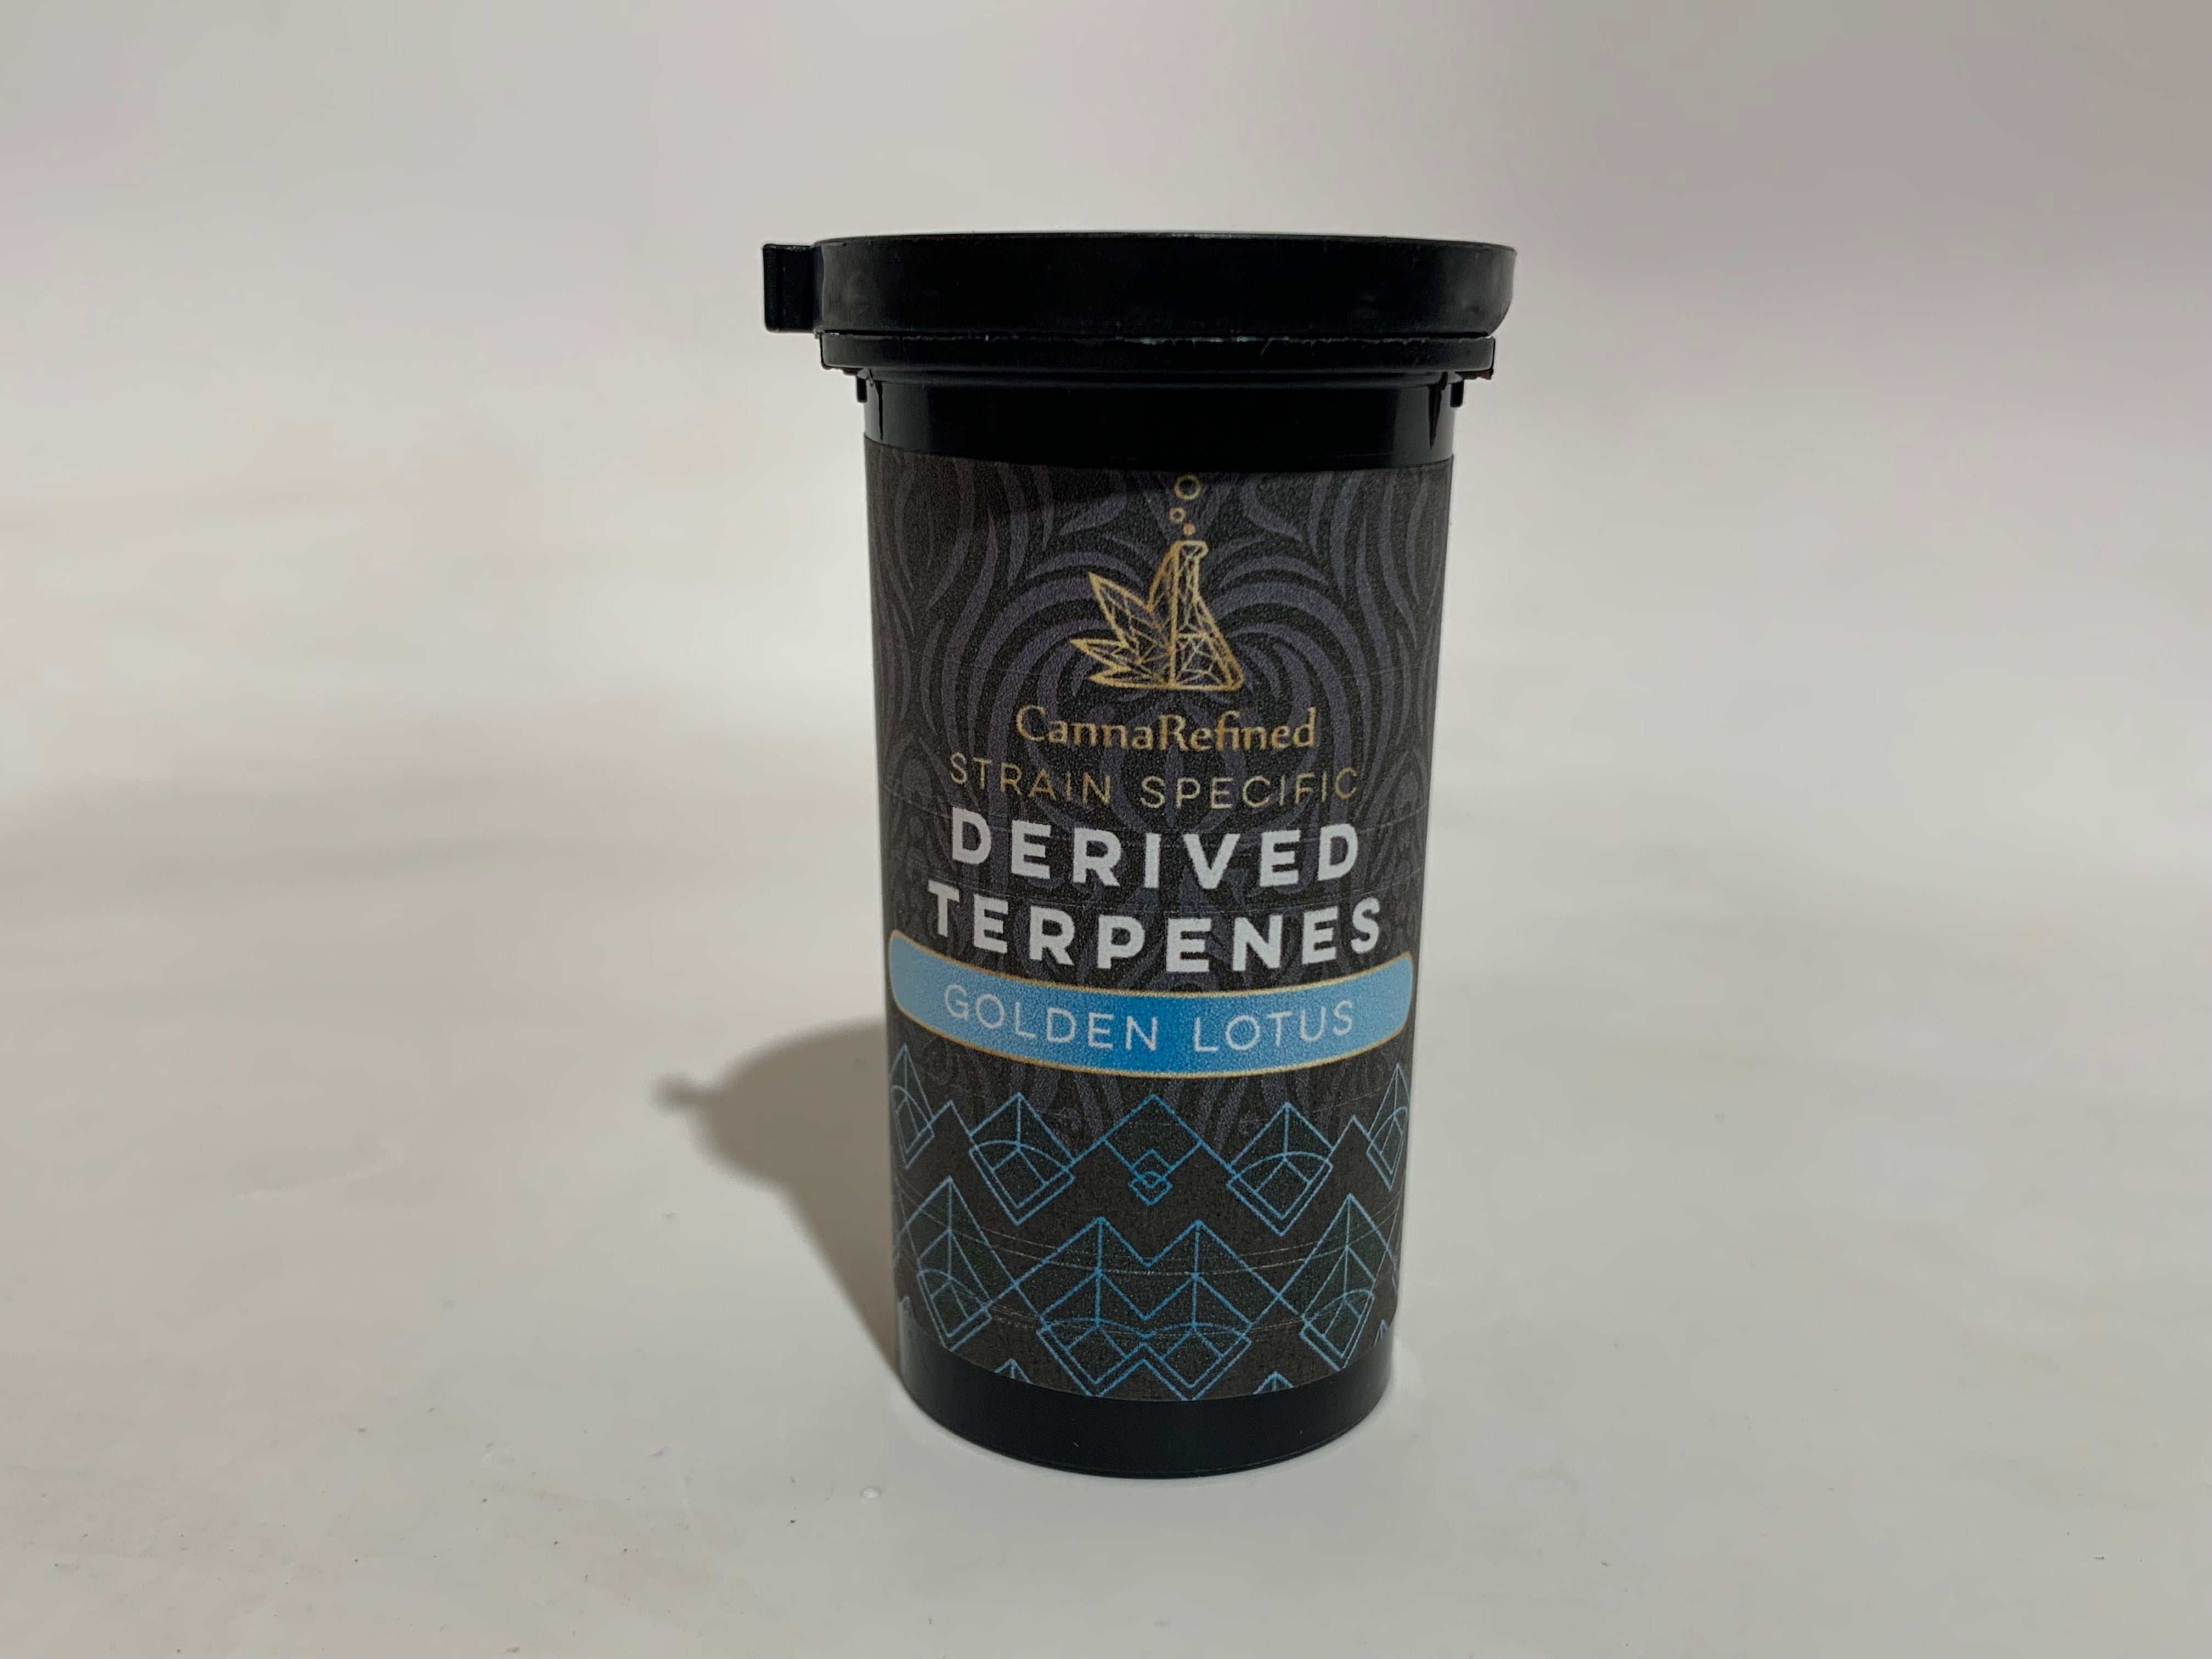 CannaRefined
STRAIN SPECIFIC
DERIVED
TERPENES
GOLDEN LOTUS